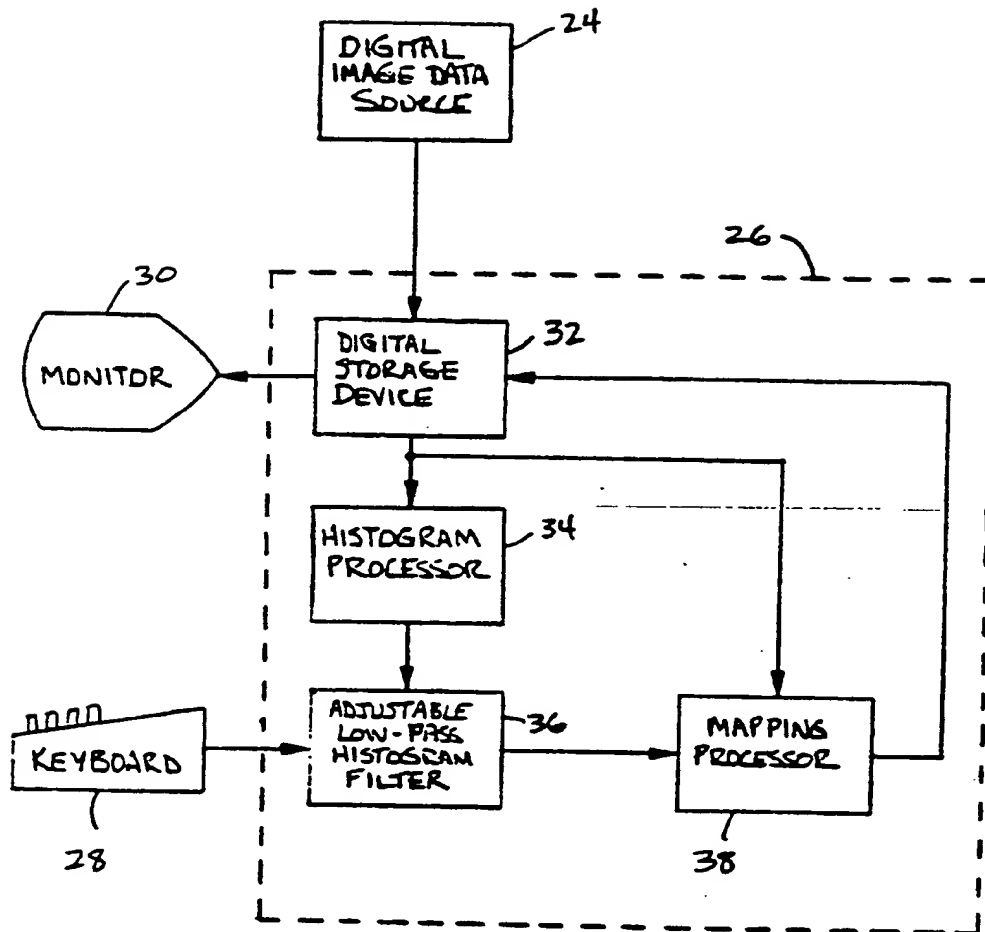 24
DIGITAL
IMAGE DATA
SOURCE
26
30
MONITOR
DIGITAL
STORAGE
DEVICE
32
HISTOGRAM
PROCESSOR
34
ADJUSTABLE
LOW-PASS
HISTOGRAM
FILTER
36
MAPPING
PROCESSOR
KEYBOARD
28
38